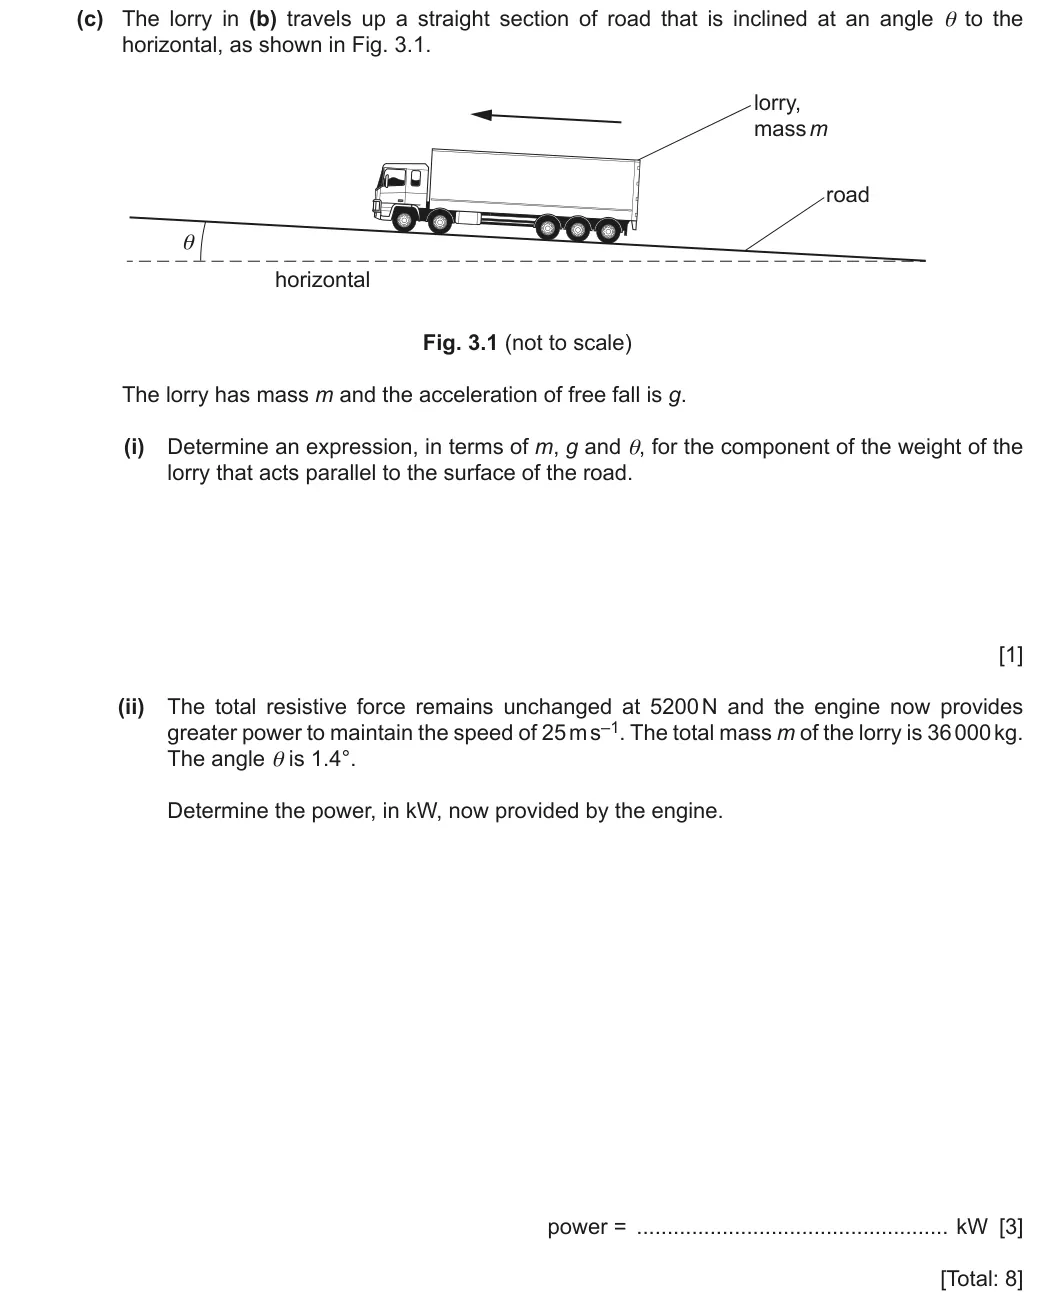 (c) The lorry in (b) travels up a straight section of road that is inclined at an angle θ to the
horizontal, as shown in Fig. 3.1.
lorry,
mass m
road
θ
horizontal
Fig. 3.1 (not to scale)
The lorry has mass m and the acceleration of free fall is g.
(i) Determine an expression, in terms of m, g and θ, for the component of the weight of the
lorry that acts parallel to the surface of the road.
[1]
(ii) The total resistive force remains unchanged at 5200 N and the engine now provides
greater power to maintain the speed of 25 m s⁻¹. The total mass m of the lorry is 36 000 kg.
The angle θ is 1.4°.
Determine the power, in kW, now provided by the engine.
power = ................................................... kW [3]
[Total: 8]